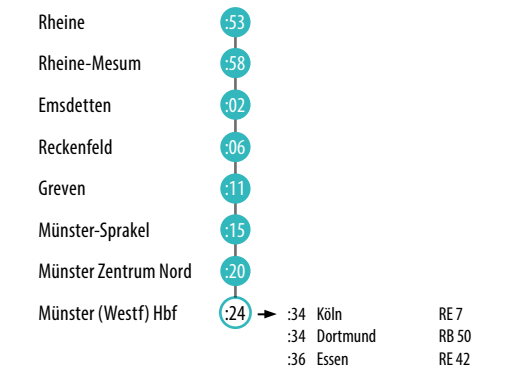 Rheine :53
Rheine-Mesum :58
Emsdetten :02
Reckenfeld :06
Greven :11
Münster-Sprakel :15
Münster Zentrum Nord :20
Münster (Westf) Hbf :24 → :34 Köln RE 7
:34 Dortmund RB 50
:36 Essen RE 42